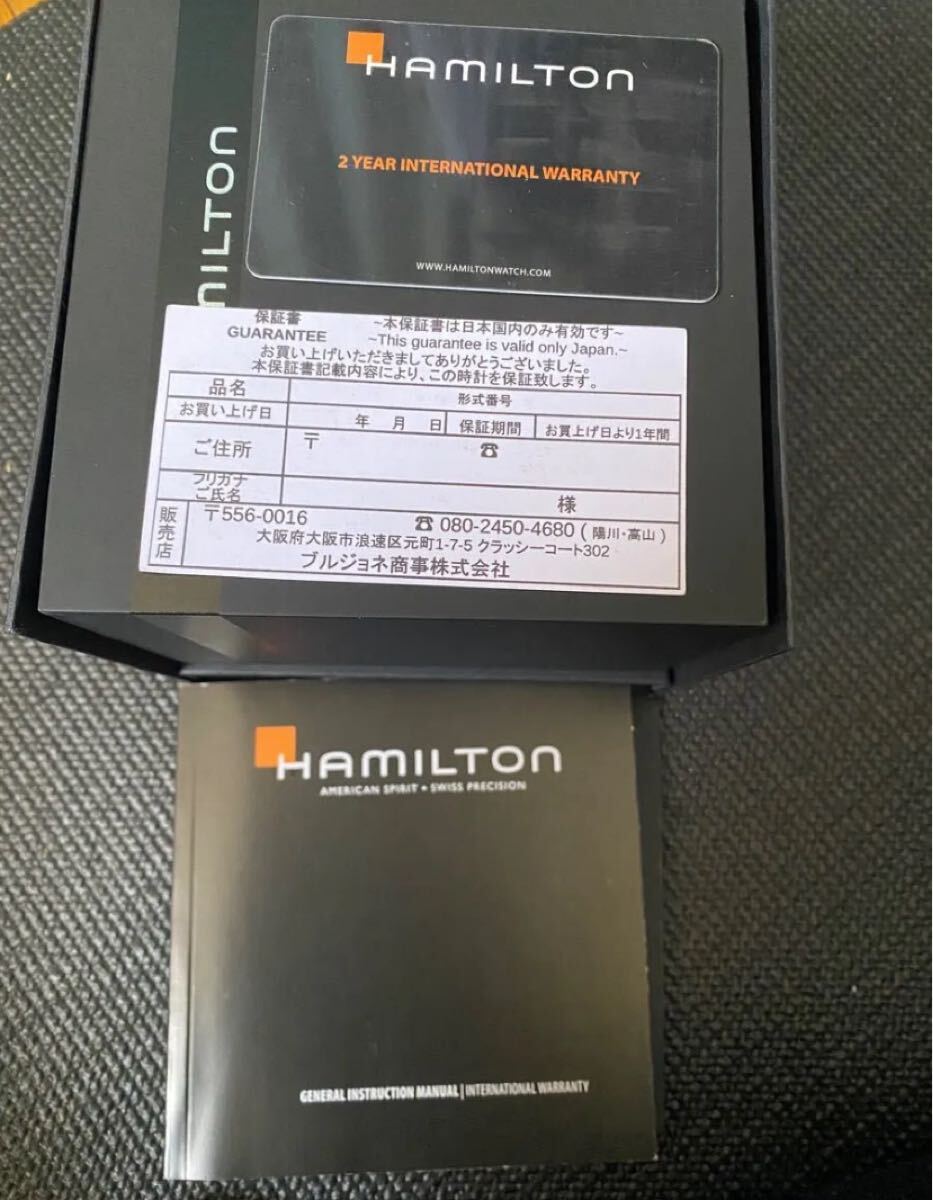 HAMILTON
2 YEAR INTERNATIONAL WARRANTY
WWW.HAMILTONWATCH.COM
MILTON
保証書 ~本保証書は日本国内のみ有効です~
GUARANTEE ~This guarantee is valid only Japan.~
お買い上げいただきましてありがとうございました。
本保証書記載内容により、この時計を保証致します。
品名 形式番号
お買い上げ日 年 月 日 保証期間 お買上げ日より1年間
ご住所 〒 ☎
フリガナ
ご氏名 様
販売店 〒556-0016 ☎ 080-2450-4680 ( 陽川・高山 )
大阪府大阪市浪速区元町1-7-5 クラッシーコート302
ブルジョネ商事株式会社
HAMILTON
AMERICAN SPIRIT • SWISS PRECISION
GENERAL INSTRUCTION MANUAL | INTERNATIONAL WARRANTY